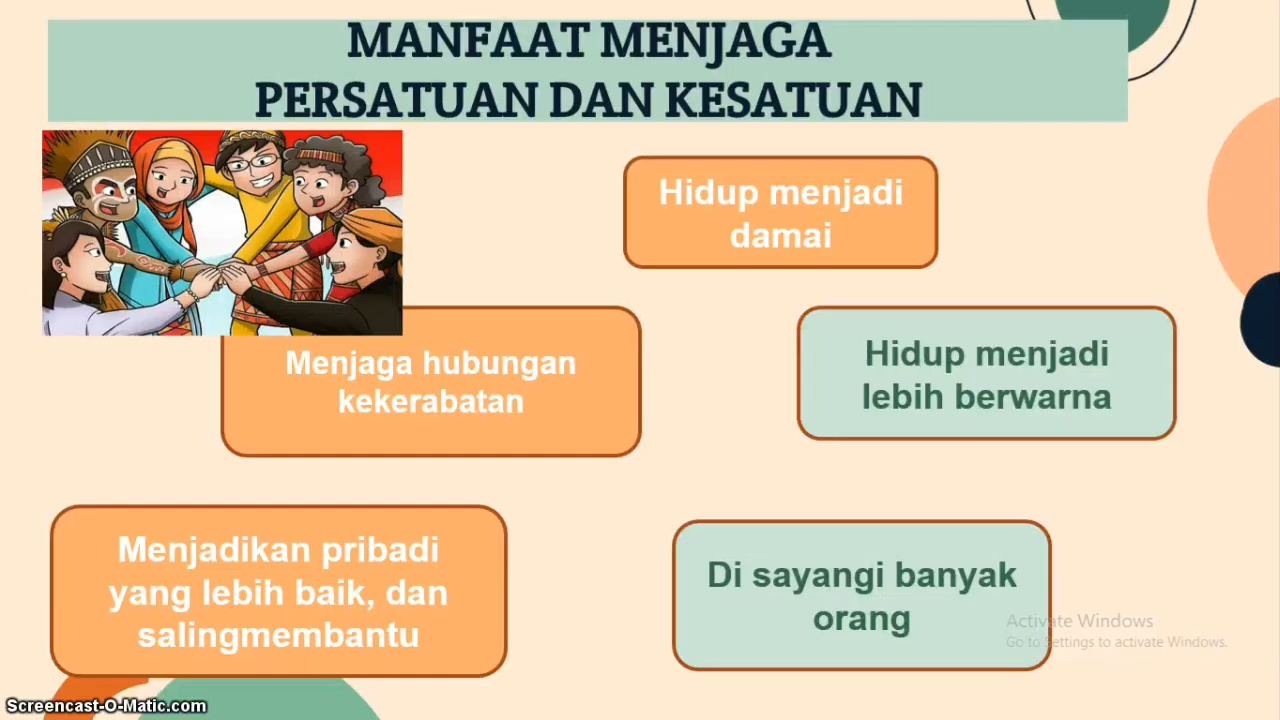 MANFAAT MENJAGA
PERSATUAN DAN KESATUAN
Hidup menjadi
damai
Menjaga hubungan
kekerabatan
Hidup menjadi
lebih berwarna
Menjadikan pribadi
yang lebih baik, dan
salingmembantu
Di sayangi banyak
orang
Activate Windows
Go to Settings to activate Windows.
Screencast-O-Matic.com